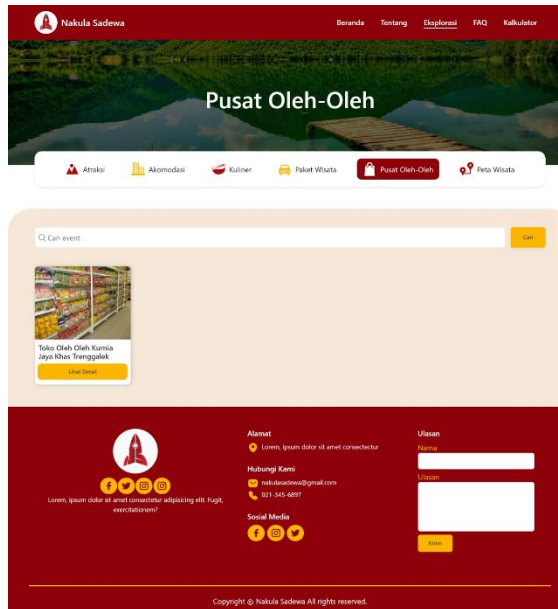 Nakula Sadewa
Beranda Tentang Eksplorasi FAQ Kalkulator
Pusat Oleh-Oleh
Atraksi Akomodasi Kuliner Paket Wisata Pusat Oleh-Oleh Peta Wisata
Cari event
Cari
Toko Oleh Oleh Kurnia
Jaya Khas Trenggalek
Lihat Detail
Lorem, ipsum dolor sit amet consectetur adipisicing elit. Fugit,
exercitationem?
Alamat
Lorem, ipsum dolor sit amet consectectur
Hubungi Kami
nakulasadewa@gmail.com
021-345-6897
Sosial Media
Ulasan
Nama
Ulasan
Kirim
Copyright @ Nakula Sadewa All rights reserved.